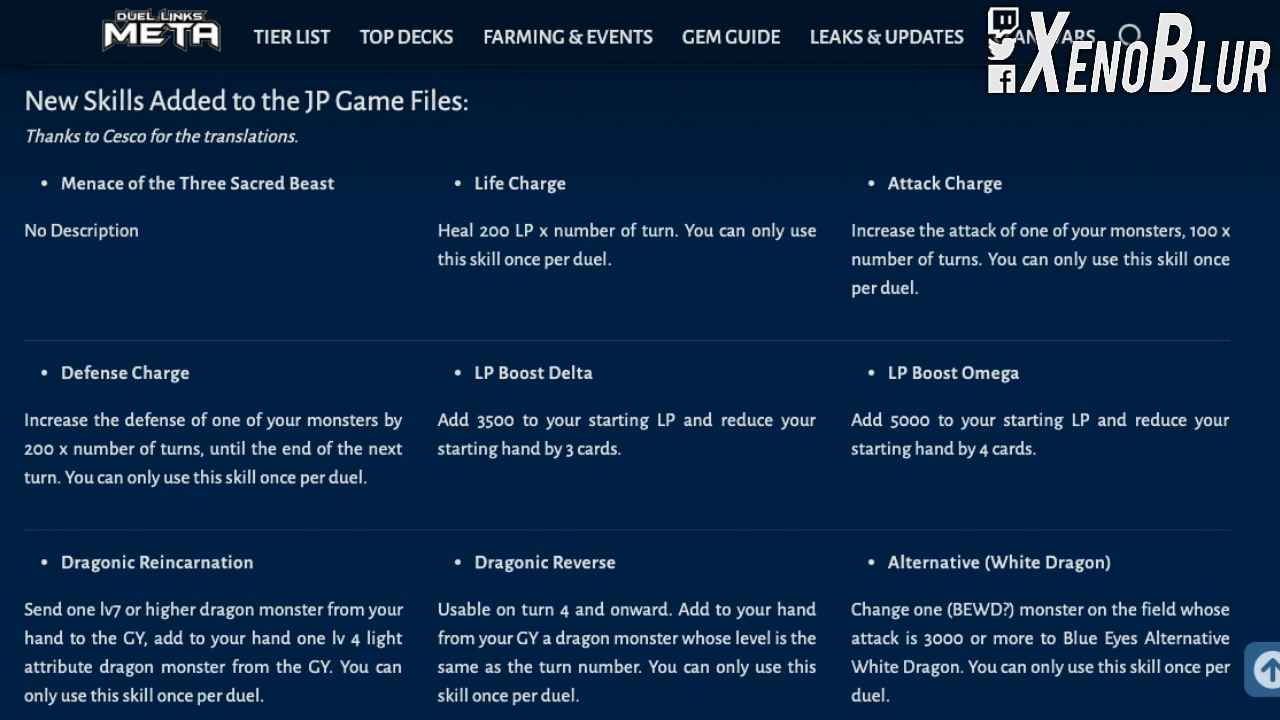 DUEL LINKS
META
TIER LIST
TOP DECKS
FARMING & EVENTS
GEM GUIDE
LEAKS & UPDATES
XENOBLUR
New Skills Added to the JP Game Files:
Thanks to Cesco for the translations.
• Menace of the Three Sacred Beast
No Description
• Life Charge
Heal 200 LP x number of turn. You can only use
this skill once per duel.
• Attack Charge
Increase the attack of one of your monsters, 100 x
number of turns. You can only use this skill once
per duel.
• Defense Charge
Increase the defense of one of your monsters by
200 x number of turns, until the end of the next
turn. You can only use this skill once per duel.
• LP Boost Delta
Add 3500 to your starting LP and reduce your
starting hand by 3 cards.
• LP Boost Omega
Add 5000 to your starting LP and reduce your
starting hand by 4 cards.
• Dragonic Reincarnation
Send one lv7 or higher dragon monster from your
hand to the GY, add to your hand one lv 4 light
attribute dragon monster from the GY. You can
only use this skill once per duel.
• Dragonic Reverse
Usable on turn 4 and onward. Add to your hand
from your GY a dragon monster whose level is the
same as the turn number. You can only use this
skill once per duel.
• Alternative (White Dragon)
Change one (BEWD?) monster on the field whose
attack is 3000 or more to Blue Eyes Alternative
White Dragon. You can only use this skill once per
duel.